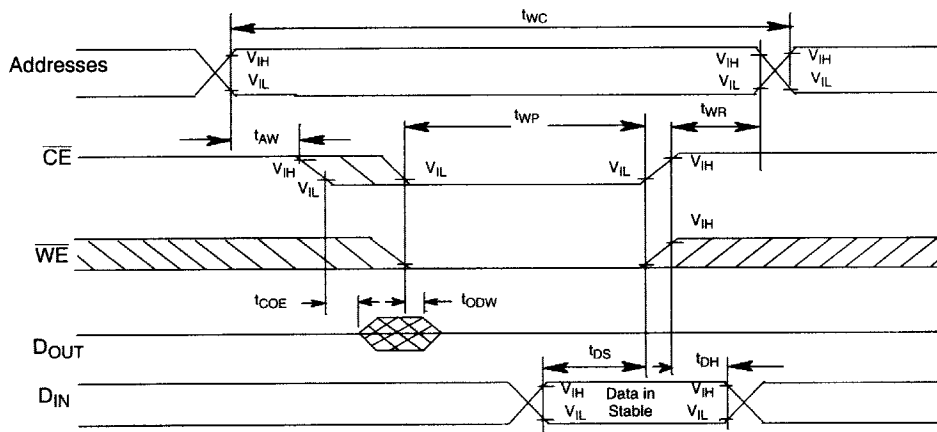 tWC
Addresses
VIH
VIL
VIH
VIL
VIH
VIL
tAW
tWP
tWR
CE
VIH
VIL
VIL
VIL
VIH
WE
VIH
tCOE
tODW
DOUT
tDS
tDH
DIN
VIH
VIL
Data in
Stable
VIH
VIL